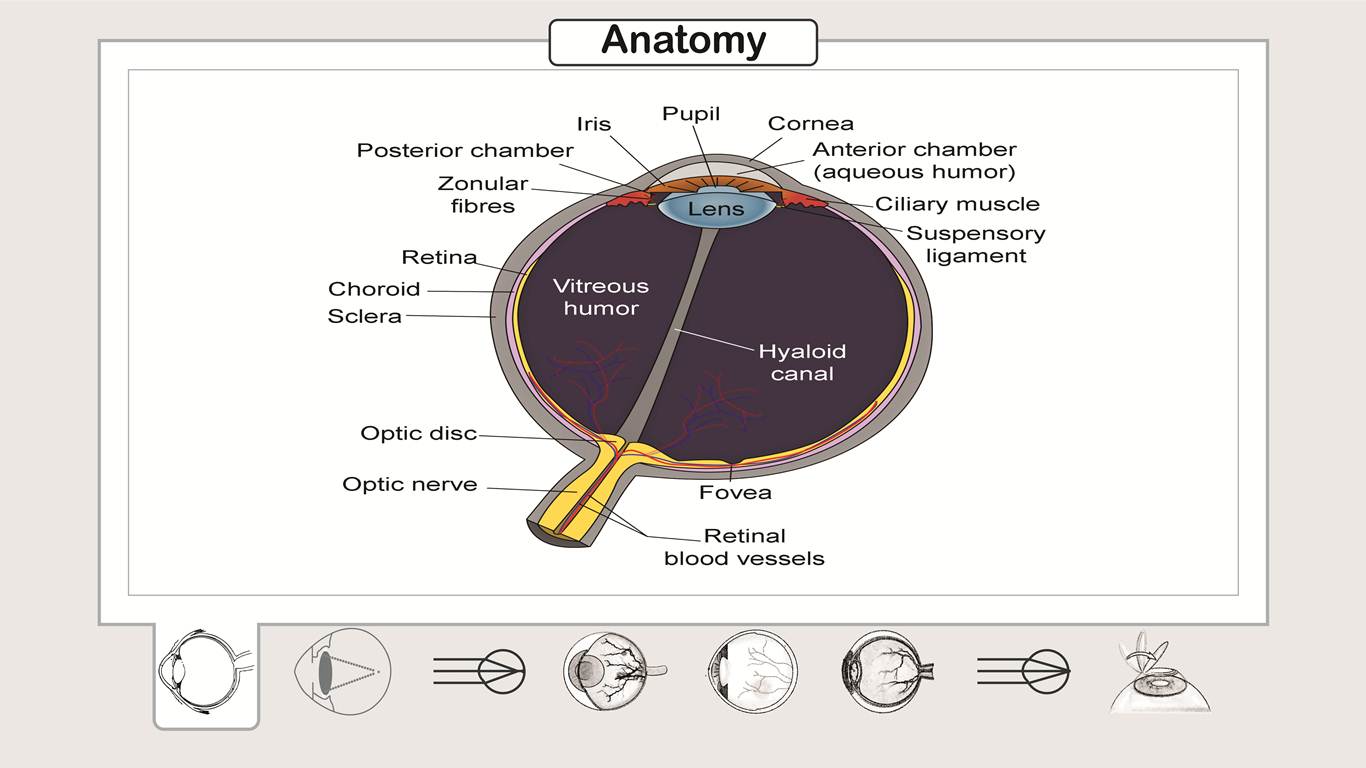 Anatomy
Pupil
Iris
Cornea
Posterior chamber
Anterior chamber
(aqueous humor)
Zonular
fibres
Lens
Ciliary muscle
Suspensory
ligament
Retina
Choroid
Sclera
Vitreous
humor
Hyaloid
canal
Optic disc
Optic nerve
Fovea
Retinal
blood vessels